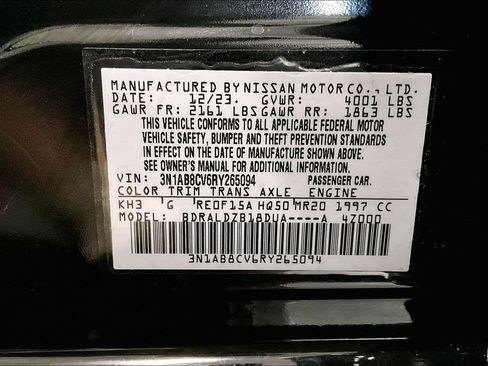 MANUFACTURED BY NISSAN MOTOR CO., LTD.
DATE: 12/23. GVWR: 4001 LBS
GAWR FR: 2161 LBS GAWR RR: 1863 LBS
THIS VEHICLE CONFORMS TO ALL APPLICABLE FEDERAL MOTOR
VEHICLE SAFETY, BUMPER AND THEFT PREVENTION STANDARDS
IN EFFECT ON THE DATE OF MANUFACTURE SHOWN ABOVE.
SEE OWNER'S MANUAL FOR ADDITIONAL INFORMATION
VIN: 3N1AB8CV6RY265094 PASSENGER CAR.
COLOR TRIM TRANS AXLE ENGINE
KH3 G RE0F15A HQ50 MR20 1997 CC
MODEL: BDRALDZB18DUA----A 47000
3N1AB8CV6RY265094